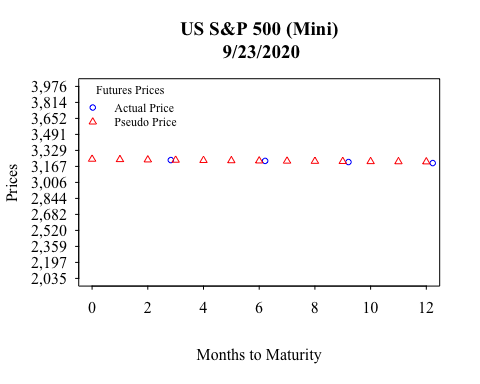 US S&P 500 (Mini)
9/23/2020
Futures Prices
Actual Price
Pseudo Price
Prices
3,976
3,814
3,652
3,491
3,329
3,167
3,006
2,844
2,682
2,520
2,359
2,197
2,035
0 2 4 6 8 10 12
Months to Maturity